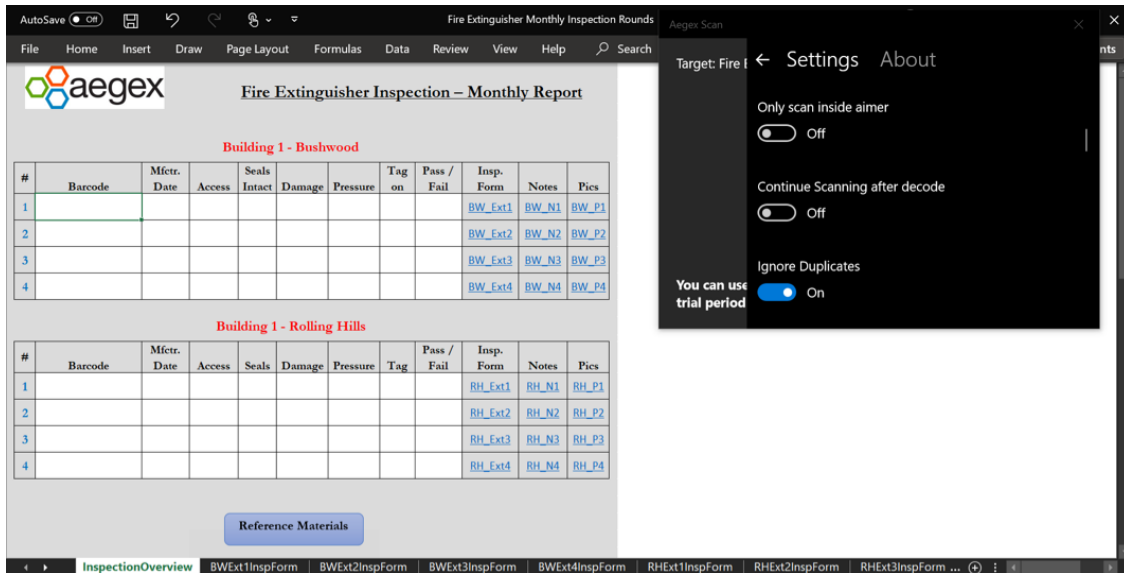 AutoSave Off
Fire Extinguisher Monthly Inspection Rounds
File Home Insert Draw Page Layout Formulas Data Review View Help Search
nts
aegex
Fire Extinguisher Inspection – Monthly Report
Building 1 - Bushwood
# Barcode Mfctr. Date Access Seals Intact Damage Pressure Tag on Pass / Fail Insp. Form Notes Pics
1 BW_Ext1 BW_N1 BW_P1
2 BW_Ext2 BW_N2 BW_P2
3 BW_Ext3 BW_N3 BW_P3
4 BW_Ext4 BW_N4 BW_P4
Building 1 - Rolling Hills
# Barcode Mfctr. Date Access Seals Damage Pressure Tag Pass / Fail Insp. Form Notes Pics
1 RH_Ext1 RH_N1 RH_P1
2 RH_Ext2 RH_N2 RH_P2
3 RH_Ext3 RH_N3 RH_P3
4 RH_Ext4 RH_N4 RH_P4
Reference Materials
InspectionOverview BWExt1InspForm BWExt2InspForm BWExt3InspForm BWExt4InspForm RHExt1InspForm RHExt2InspForm RHExt3InspForm ...
Aegex Scan
Target: Fire E
Settings About
Only scan inside aimer
Off
Continue Scanning after decode
Off
Ignore Duplicates
On
You can use
trial period